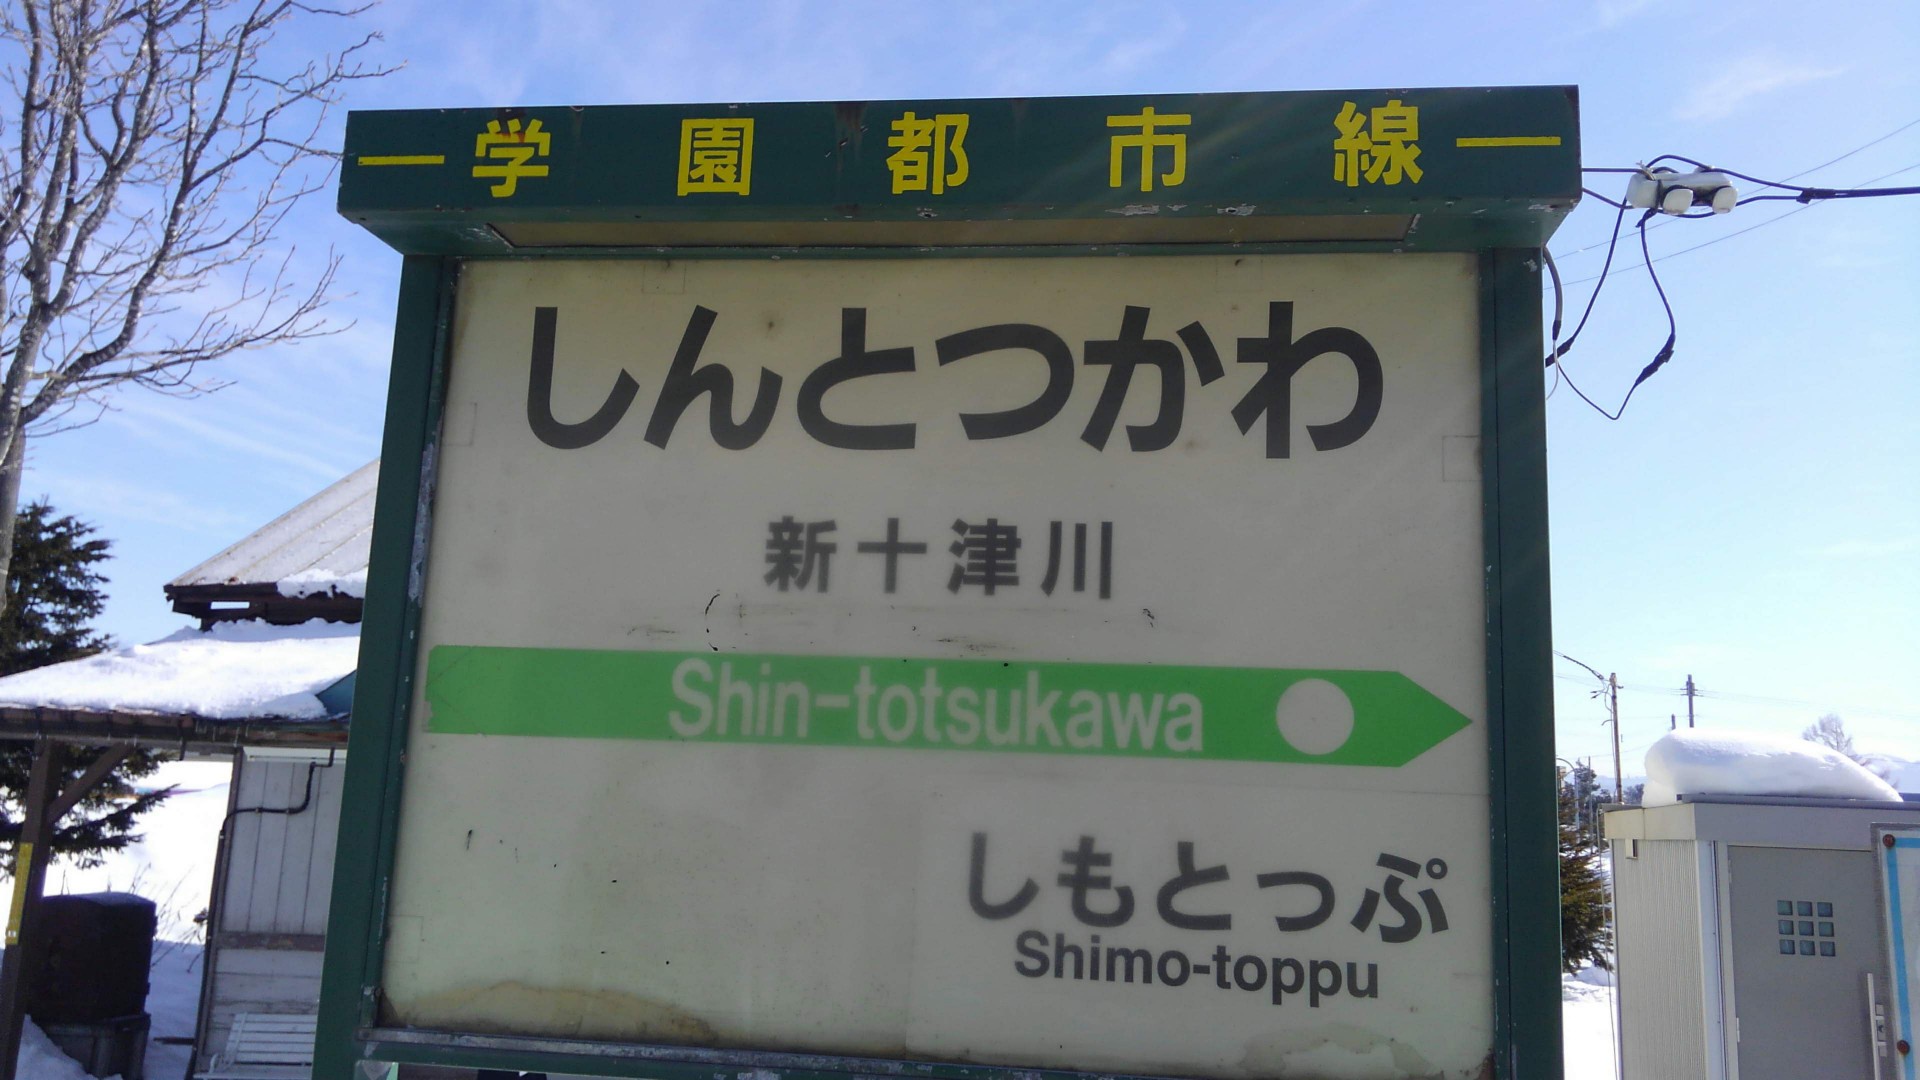 ー学園都市線ー
しんとつかわ
新十津川
Shin-totsukawa
しもとっぷ
Shimo-toppu